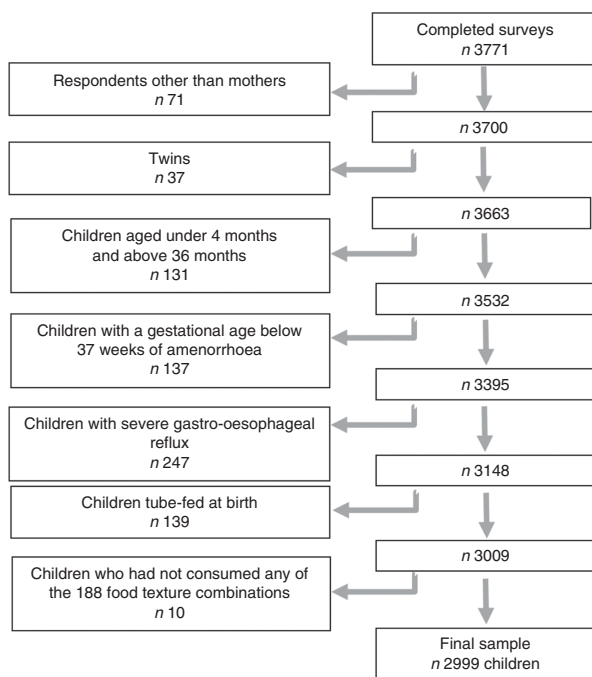 Completed surveys
n 3771
Respondents other than mothers
n 71
n 3700
Twins
n 37
n 3663
Children aged under 4 months
and above 36 months
n 131
n 3532
Children with a gestational age below
37 weeks of amenorrhoea
n 137
n 3395
Children with severe gastro-oesophageal
reflux
n 247
n 3148
Children tube-fed at birth
n 139
n 3009
Children who had not consumed any of
the 188 food texture combinations
n 10
Final sample
n 2999 children